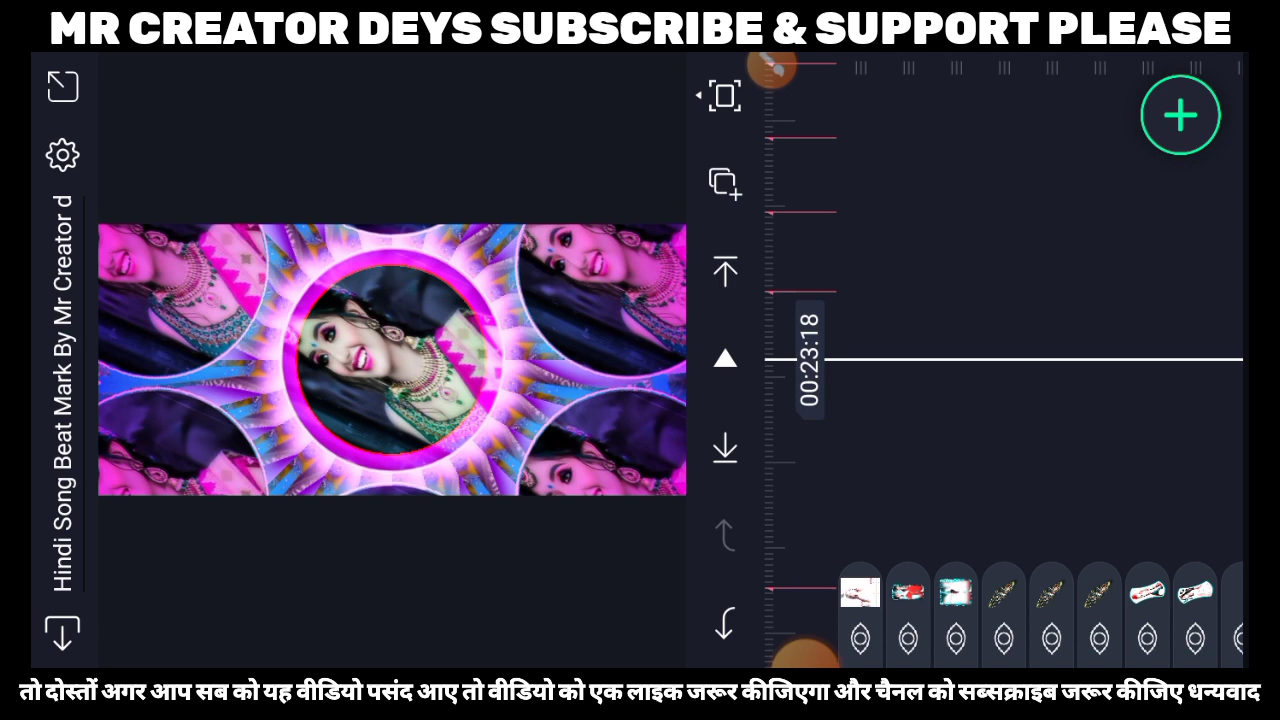 MR CREATOR DEYS SUBSCRIBE & SUPPORT PLEASE
Hindi Song Beat Mark By Mr Creator d
00:23:18
तो दोस्तों अगर आप सब को यह वीडियो पसंद आए तो वीडियो को एक लाइक जरूर कीजिएगा और चैनल को सब्सक्राइब जरूर कीजिए धन्यवाद